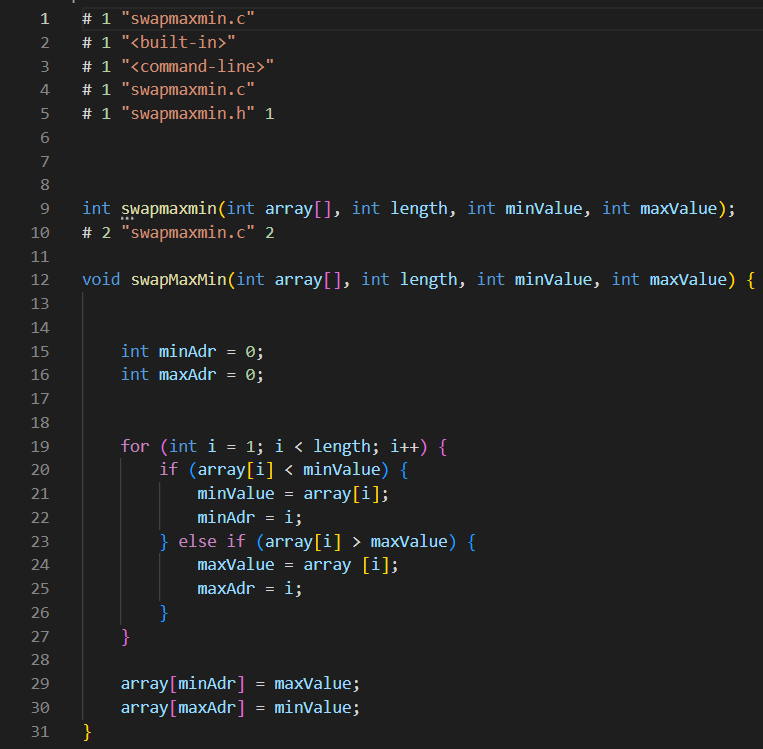 1 # 1 "swapmaxmin.c"
2 # 1 "<built-in>"
3 # 1 "<command-line>"
4 # 1 "swapmaxmin.c"
5 # 1 "swapmaxmin.h" 1
6
7
8
9 int swapmaxmin(int array[], int length, int minValue, int maxValue);
10 # 2 "swapmaxmin.c" 2
11
12 void swapMaxMin(int array[], int length, int minValue, int maxValue) {
13
14
15     int minAdr = 0;
16     int maxAdr = 0;
17
18
19     for (int i = 1; i < length; i++) {
20         if (array[i] < minValue) {
21             minValue = array[i];
22             minAdr = i;
23         } else if (array[i] > maxValue) {
24             maxValue = array [i];
25             maxAdr = i;
26         }
27     }
28
29     array[minAdr] = maxValue;
30     array[maxAdr] = minValue;
31 }